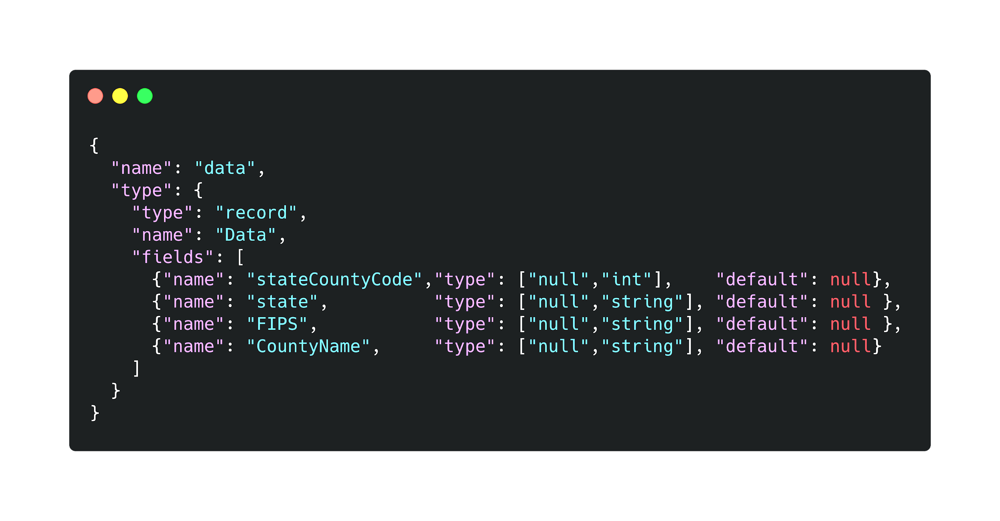 {
  "name": "data",
  "type": {
    "type": "record",
    "name": "Data",
    "fields": [
      {"name": "stateCountyCode","type": ["null","int"],    "default": null},
      {"name": "state",          "type": ["null","string"], "default": null },
      {"name": "FIPS",           "type": ["null","string"], "default": null },
      {"name": "CountyName",     "type": ["null","string"], "default": null}
    ]
  }
}